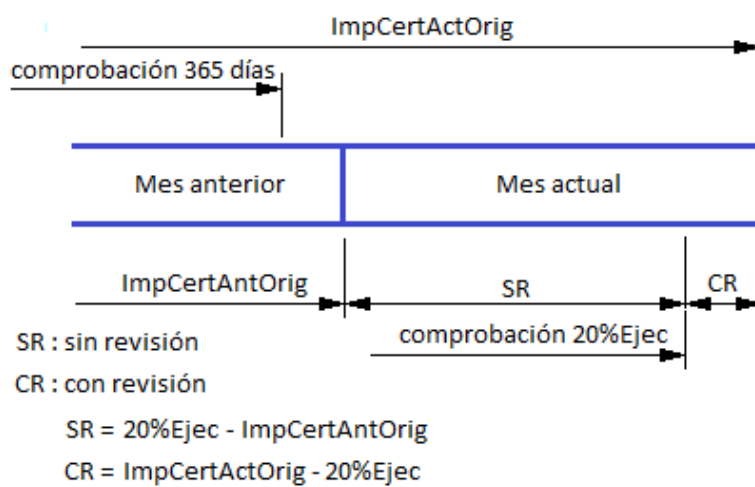 ImpCertActOrig
comprobación 365 días
Mes anterior
Mes actual
ImpCertAntOrig
SR
CR
comprobación 20%Ejec
SR : sin revisión
CR : con revisión
SR = 20%Ejec - ImpCertAntOrig
CR = ImpCertActOrig - 20%Ejec